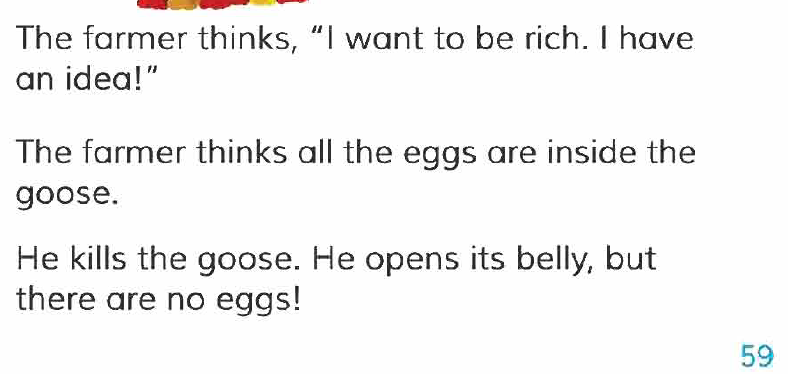 The farmer thinks, “I want to be rich. I have
an idea!”
The farmer thinks all the eggs are inside the
goose.
He kills the goose. He opens its belly, but
there are no eggs!
59